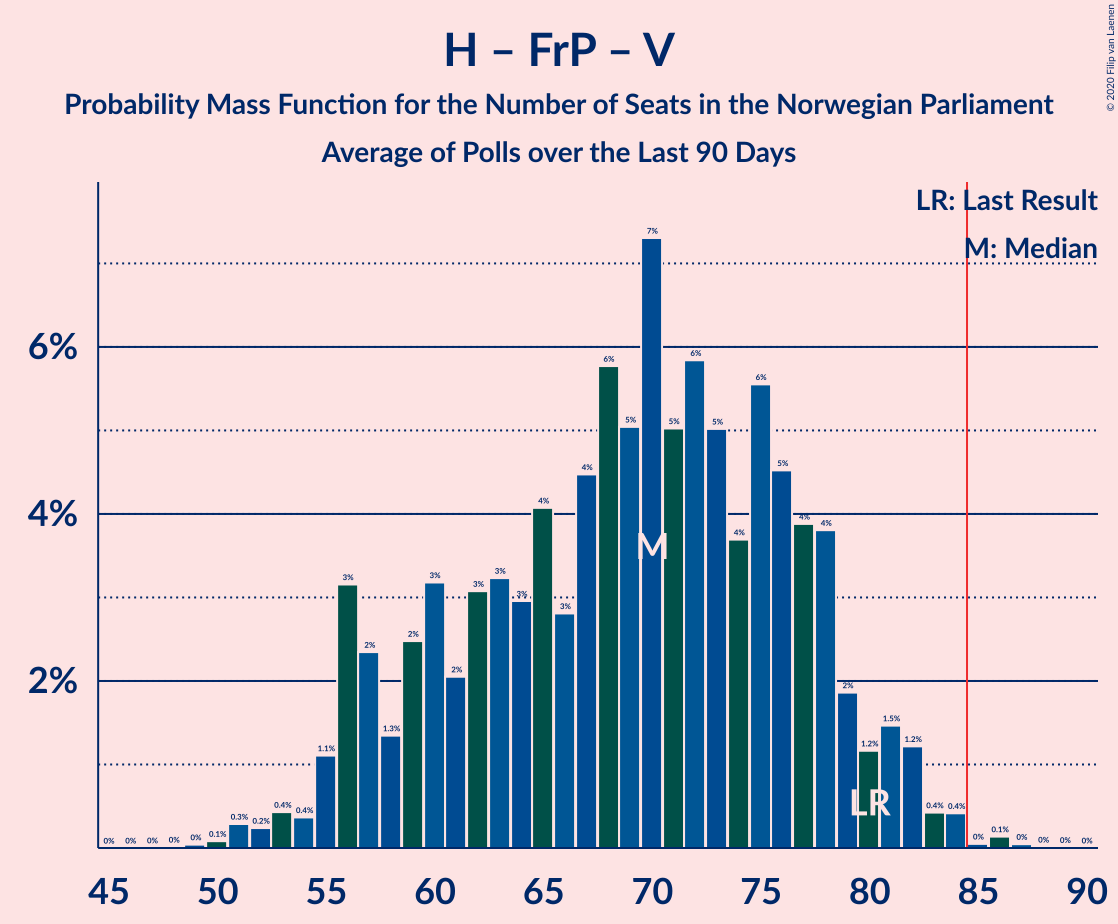 H – FrP – V
Probability Mass Function for the Number of Seats in the Norwegian Parliament
Average of Polls over the Last 90 Days
© 2020 Filip van Laenen
LR: Last Result
M: Median
6%
4%
2%
0% 0% 0% 0% 0% 0.1% 0.3% 0.2% 0.4% 0.4% 1.1% 3% 2% 1.3% 2% 3% 2% 3% 3% 3% 4% 3% 4% 6% 5% 7% 5% 6% 5% 4% 6% 5% 4% 4% 2% 1.2% 1.5% 1.2% 0.4% 0.4% 0% 0.1% 0% 0% 0% 0%
M
LR
45 50 55 60 65 70 75 80 85 90